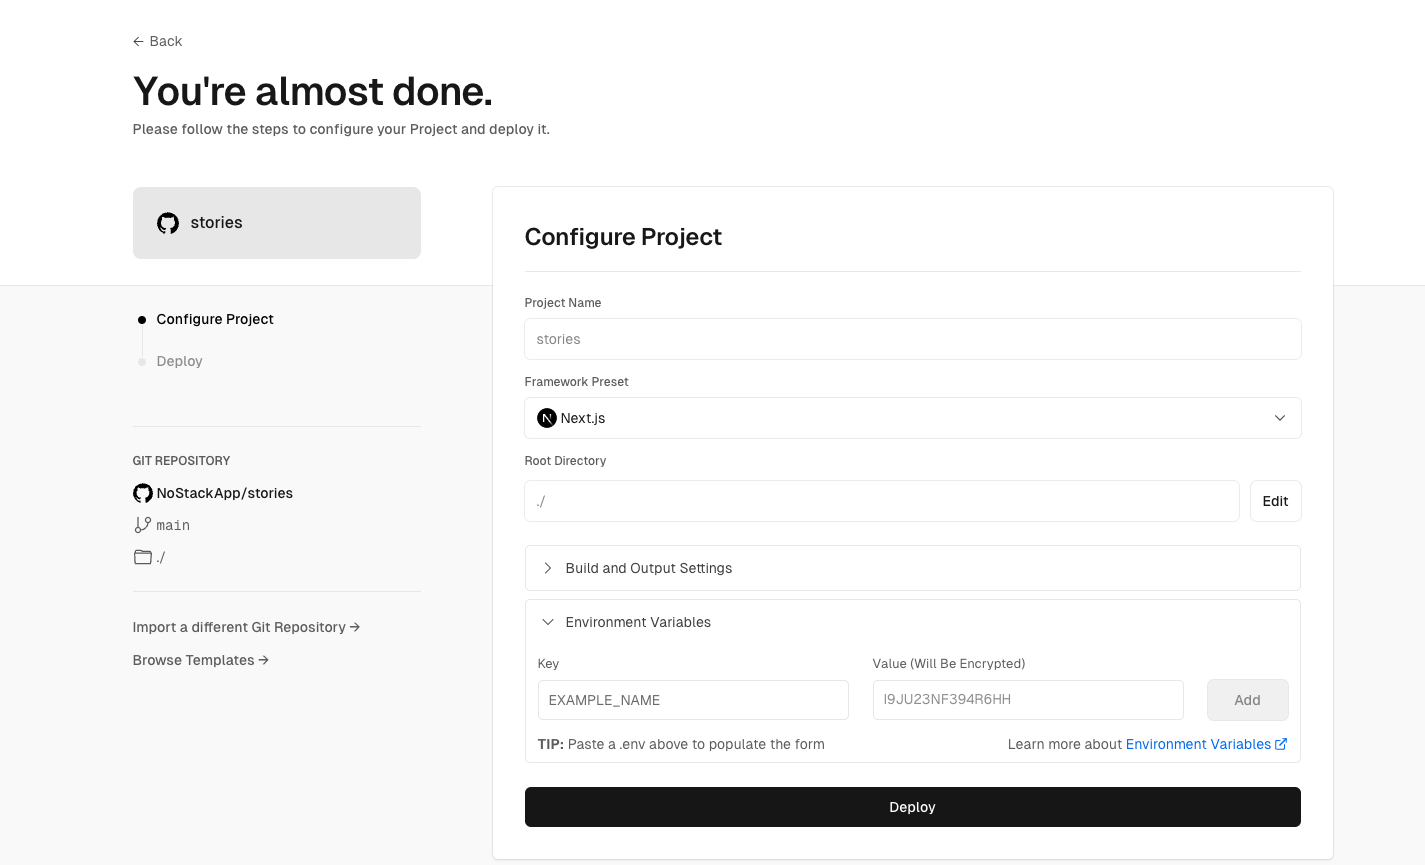 ← Back
You're almost done.
Please follow the steps to configure your Project and deploy it.
stories
Configure Project
Deploy
GIT REPOSITORY
NoStackApp/stories
main
./
Import a different Git Repository →
Browse Templates →
Configure Project
Project Name
stories
Framework Preset
N Next.js
Root Directory
./
Edit
Build and Output Settings
Environment Variables
Key
Value (Will Be Encrypted)
EXAMPLE_NAME
I9JU23NF394R6HH
Add
TIP: Paste a .env above to populate the form
Learn more about Environment Variables
Deploy